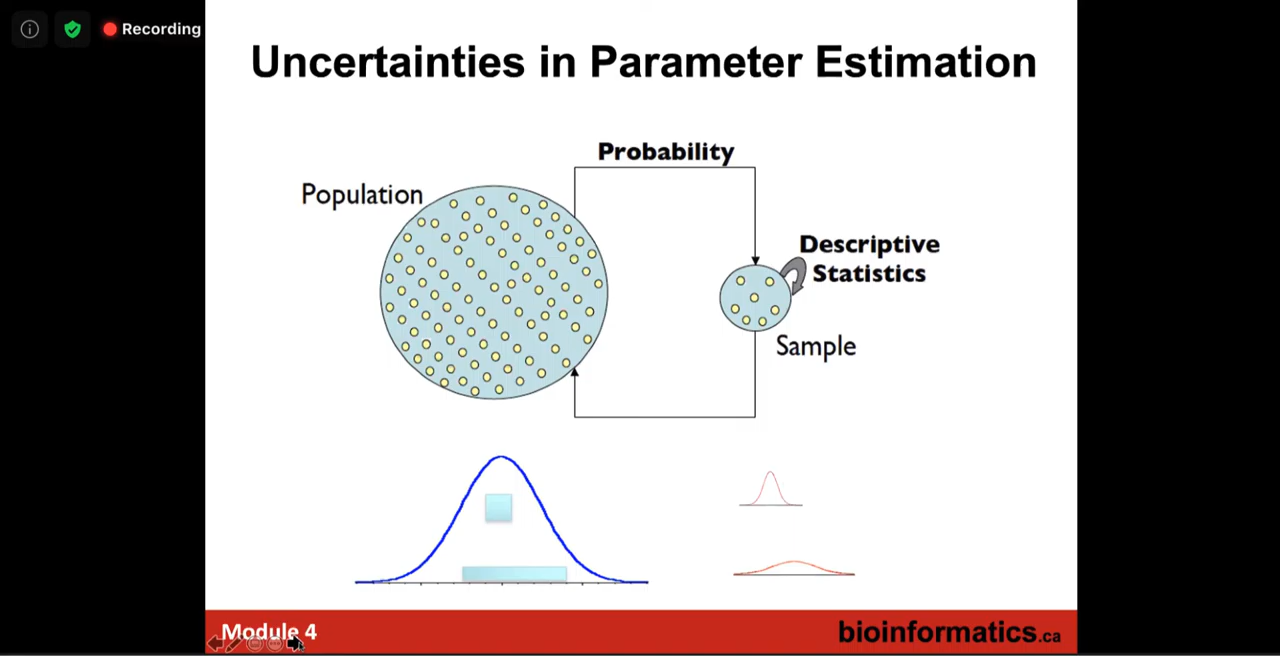 Recording
Uncertainties in Parameter Estimation
Probability
Population
Descriptive
Statistics
Sample
Module 4
bioinformatics.ca